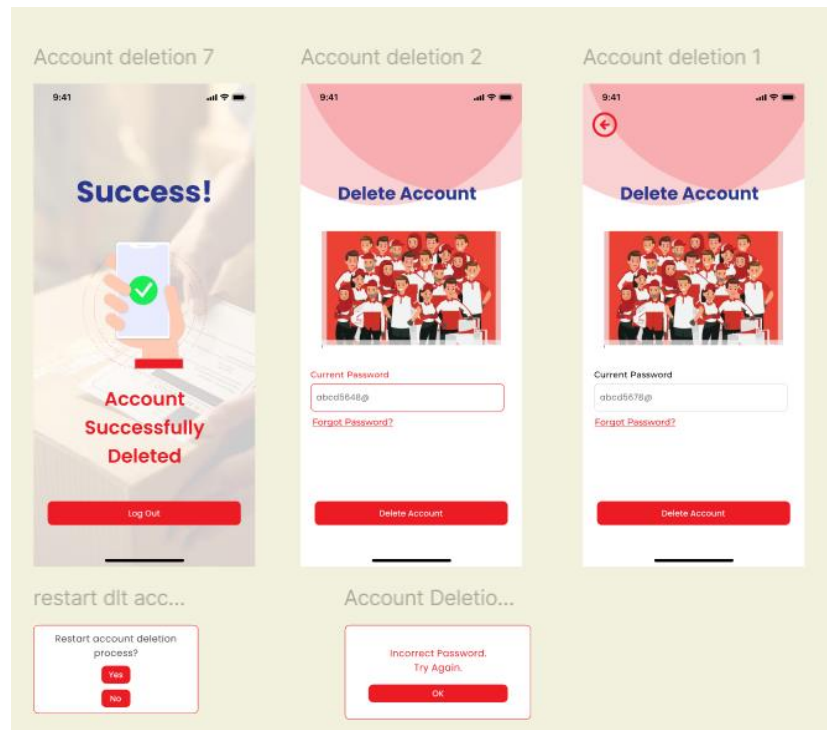 Account deletion 7
9:41
Success!
Account
Successfully
Deleted
Log Out
Account deletion 2
9:41
Delete Account
Current Password
abcd5648@
Forgot Password?
Delete Account
Account deletion 1
9:41
Delete Account
Current Password
abcd5678@
Forgot Password?
Delete Account
restart dlt acc...
Restart account deletion
process?
Yes
No
Account Deletio...
Incorrect Password.
Try Again.
OK